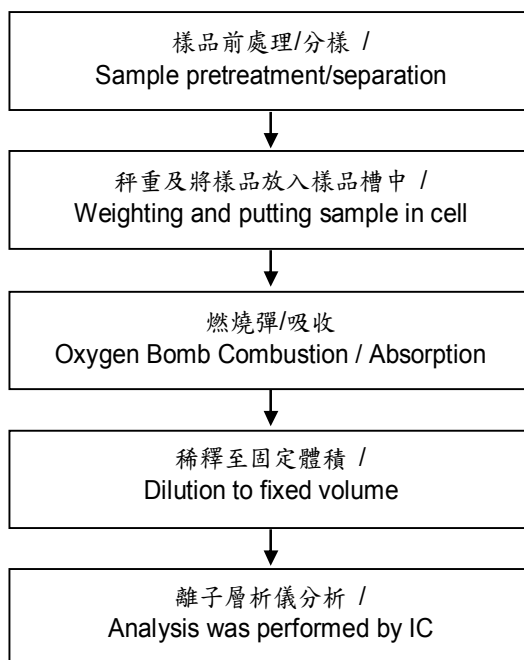 樣品前處理/分樣 /
Sample pretreatment/separation
秤重及將樣品放入樣品槽中 /
Weighting and putting sample in cell
燃燒彈/吸收
Oxygen Bomb Combustion / Absorption
稀釋至固定體積 /
Dilution to fixed volume
離子層析儀分析 /
Analysis was performed by IC